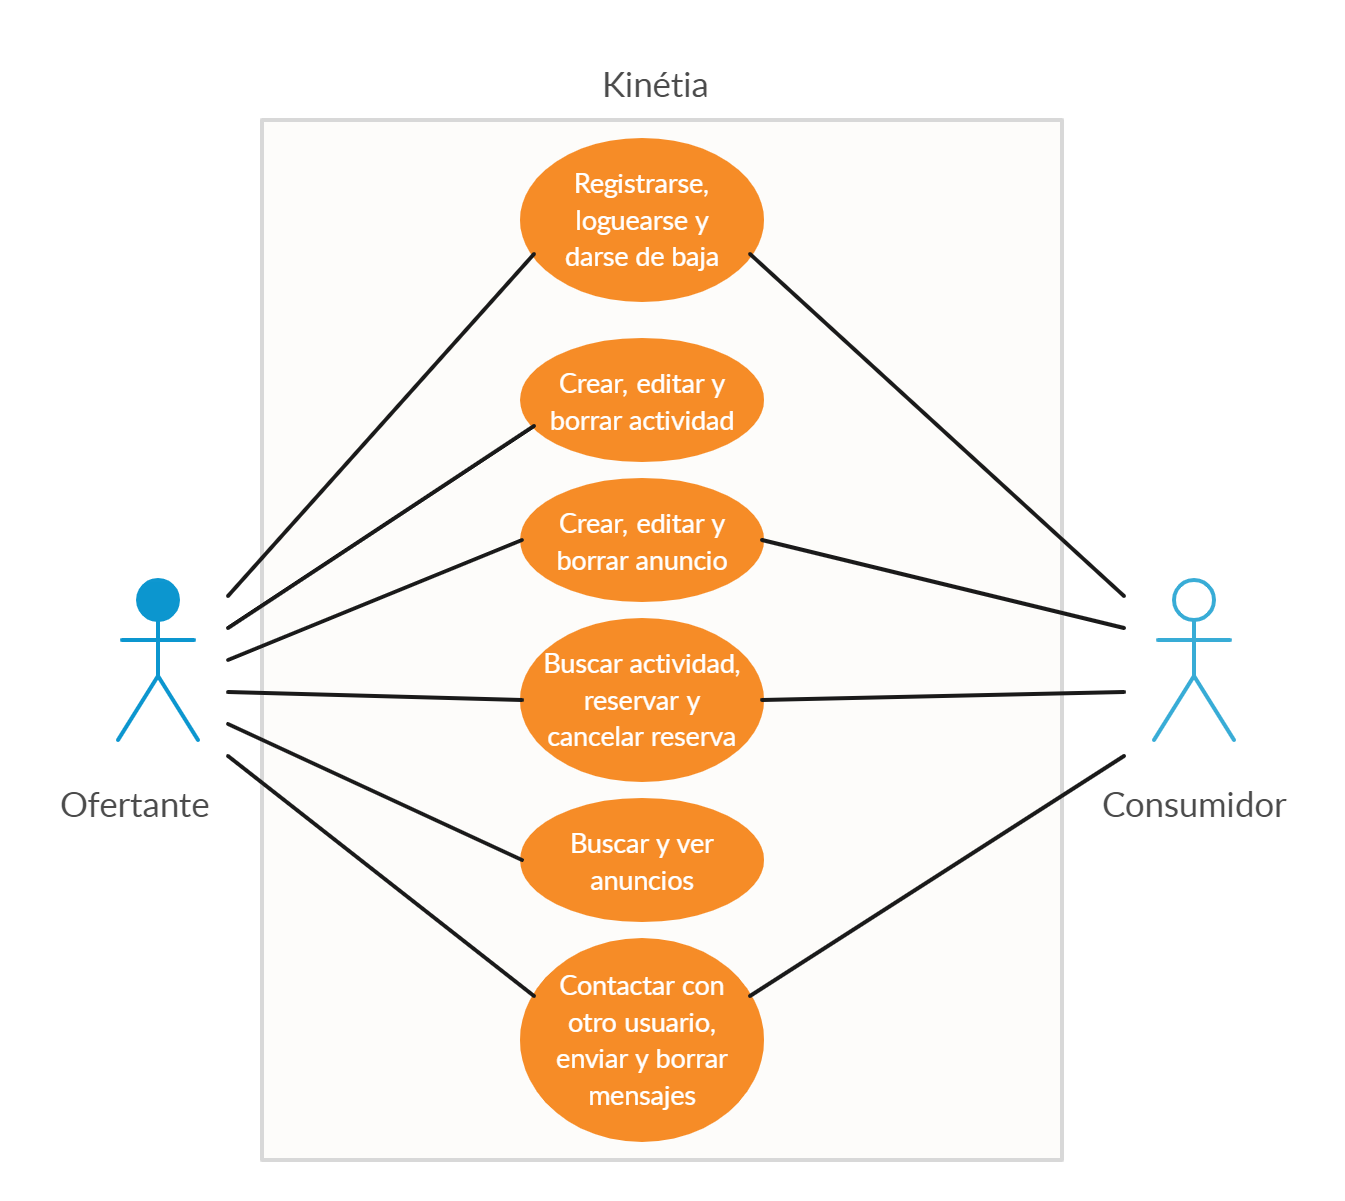 Kinétia
Registrarse,
loguearse y
darse de baja
Crear, editar y
borrar actividad
Crear, editar y
borrar anuncio
Buscar actividad,
reservar y
cancelar reserva
Buscar y ver
anuncios
Contactar con
otro usuario,
enviar y borrar
mensajes
Ofertante
Consumidor